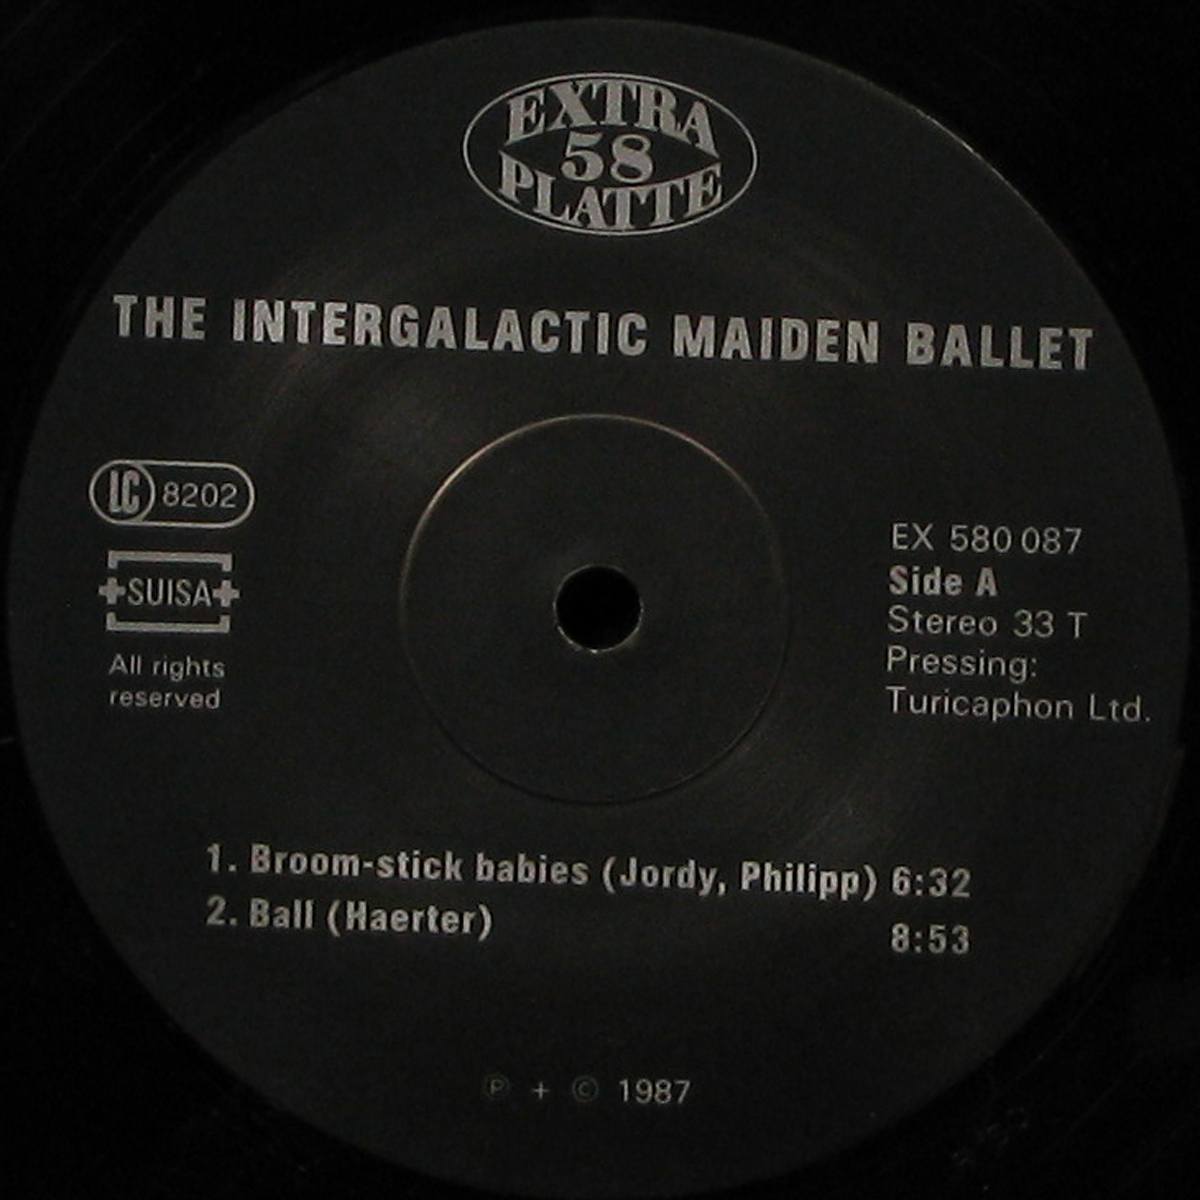 EXTRA
58
PLATTE
THE INTERGALACTIC MAIDEN BALLET
LC 8202
SUISA
All rights
reserved
EX 580 087
Side A
Stereo 33 T
Pressing:
Turicaphon Ltd.
1. Broom-stick babies (Jordy, Philipp) 6:32
2. Ball (Haerter) 8:53
℗ + © 1987